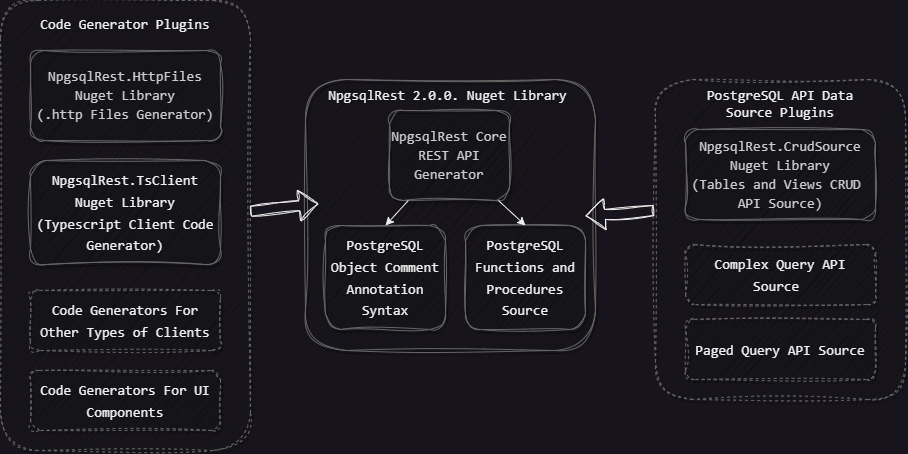 Code Generator Plugins
NpgsqlRest.HttpFiles
Nuget Library
(.http Files Generator)
NpgsqlRest.TsClient
Nuget Library
(Typescript Client Code
Generator)
Code Generators For
Other Types of Clients
Code Generators For UI
Components
NpgsqlRest 2.0.0. Nuget Library
NpgsqlRest Core
REST API
Generator
PostgreSQL
Object Comment
Annotation
Syntax
PostgreSQL
Functions and
Procedures
Source
PostgreSQL API Data
Source Plugins
NpgsqlRest.CrudSource
Nuget Library
(Tables and Views CRUD
API Source)
Complex Query API
Source
Paged Query API Source